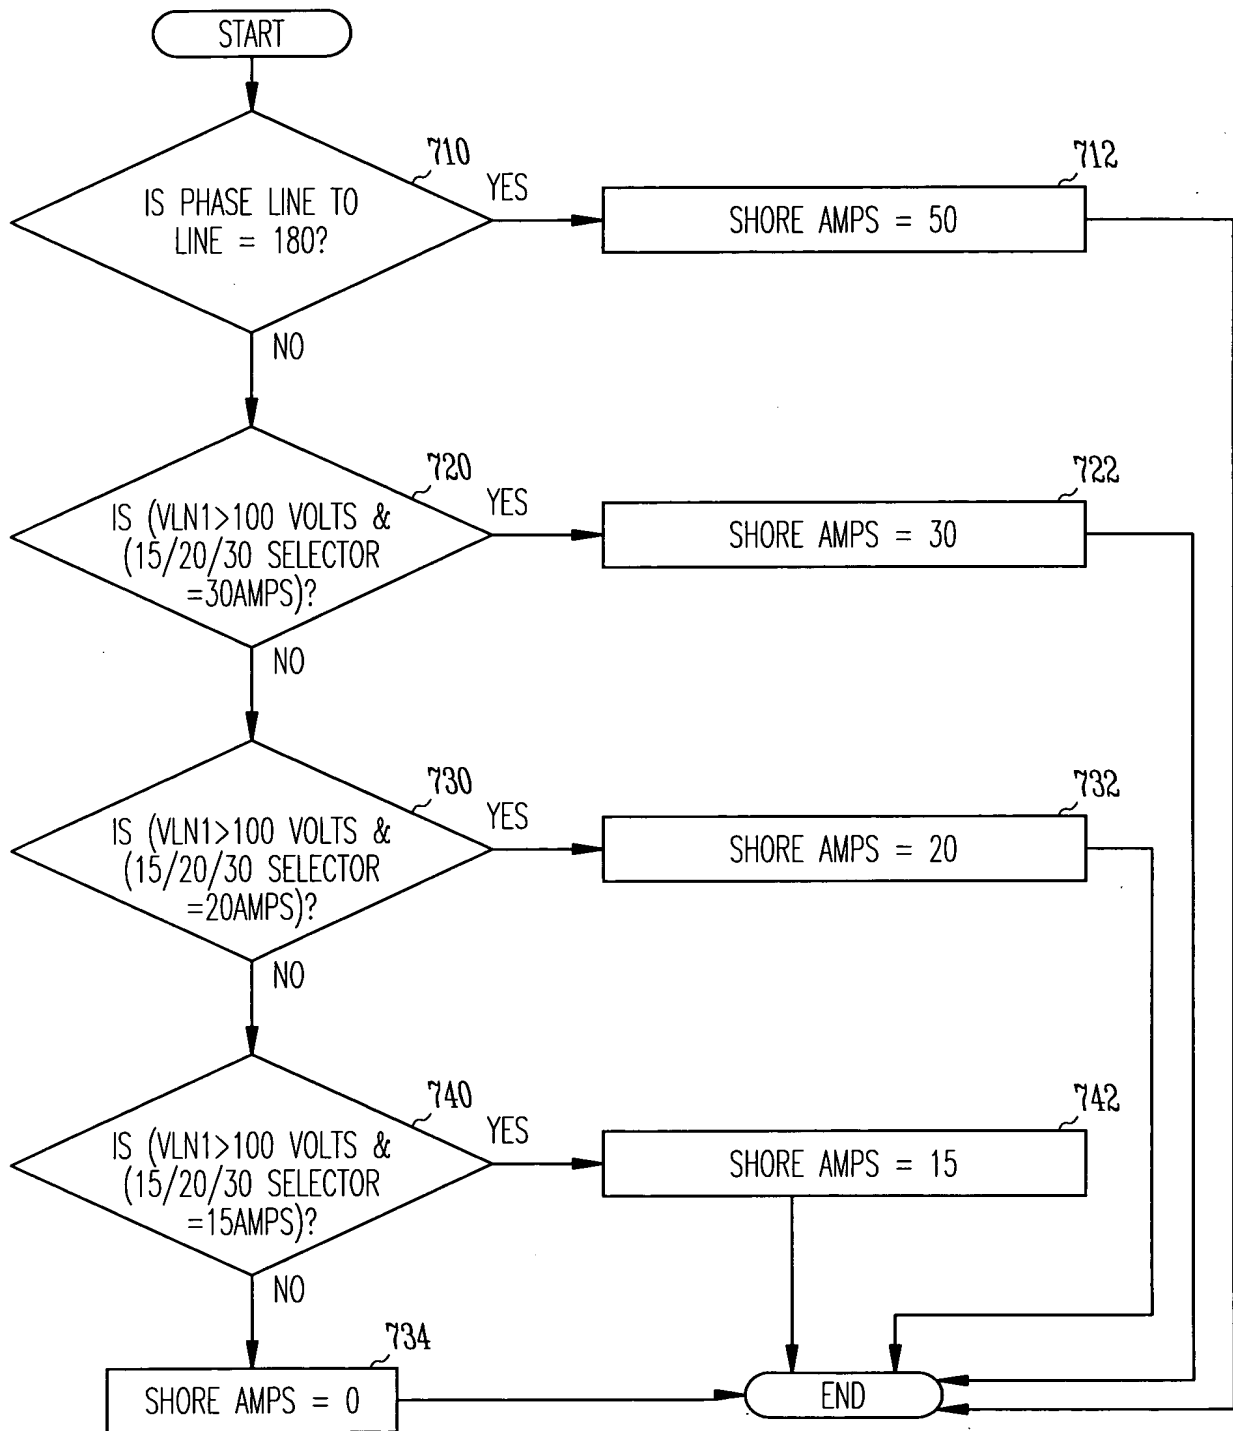 START
710
IS PHASE LINE TO
LINE = 180?
YES
712
SHORE AMPS = 50
NO
720
IS (VLN1>100 VOLTS &
(15/20/30 SELECTOR
=30AMPS)?
YES
722
SHORE AMPS = 30
NO
730
IS (VLN1>100 VOLTS &
(15/20/30 SELECTOR
=20AMPS)?
YES
732
SHORE AMPS = 20
NO
740
IS (VLN1>100 VOLTS &
(15/20/30 SELECTOR
=15AMPS)?
YES
742
SHORE AMPS = 15
NO
734
SHORE AMPS = 0
END